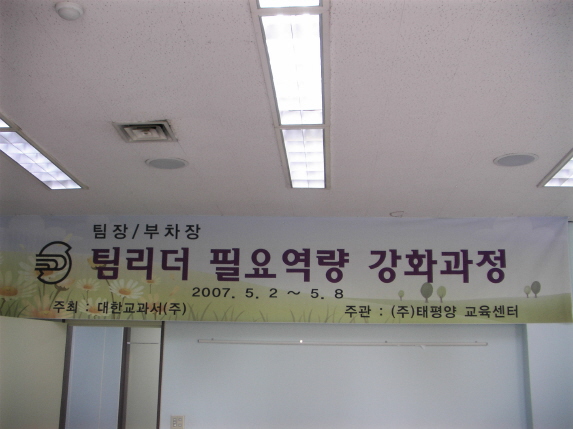 팀장/부차장
팀리더 필요역량 강화과정
2007. 5. 2 ~ 5. 8
주최 : 대한교과서(주) 주관 : (주)태평양 교육센터